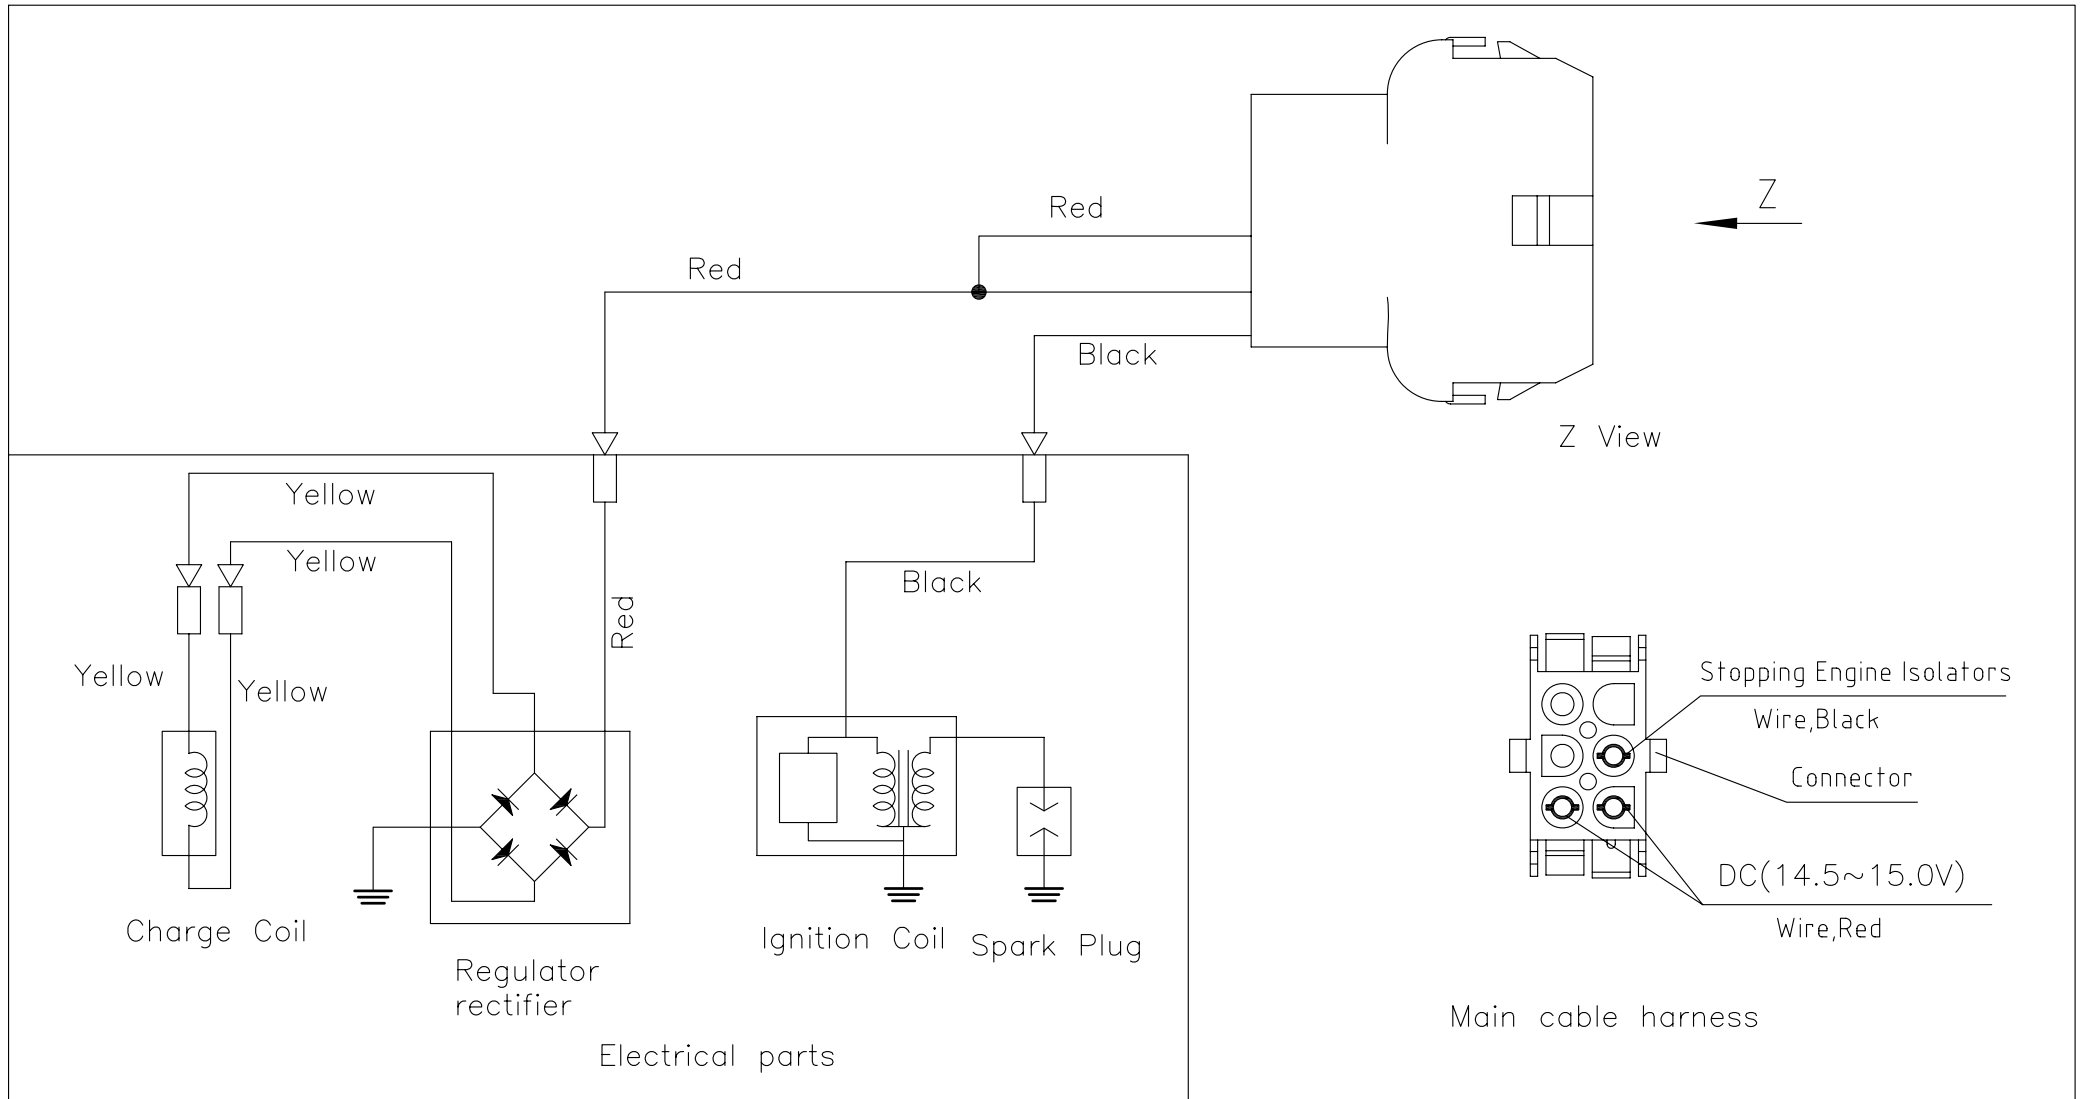 Z
Red
Red
Black
Z View
Yellow
Yellow
Black
Red
Yellow
Yellow
Stopping Engine Isolators
Wire,Black
Connector
DC(14.5~15.0V)
Wire,Red
Charge Coil
Ignition Coil
Spark Plug
Regulator
rectifier
Main cable harness
Electrical parts